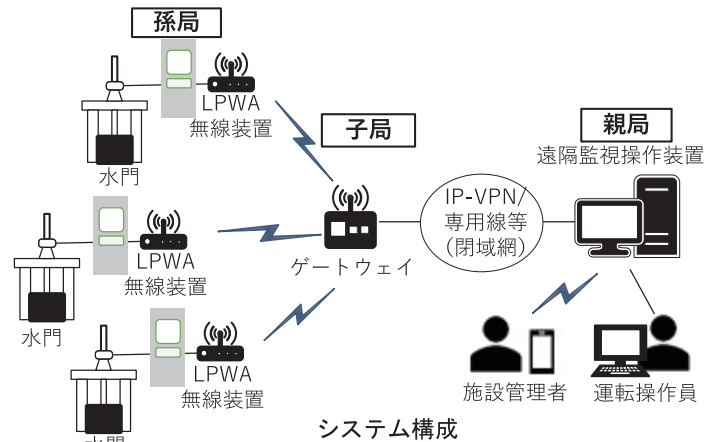 孫局
LPWA
無線装置
水門
子局
親局
遠隔監視操作装置
IP-VPN/
専用線等
(閉域網)
ゲートウェイ
LPWA
無線装置
水門
LPWA
無線装置
水門
施設管理者
運転操作員
システム構成